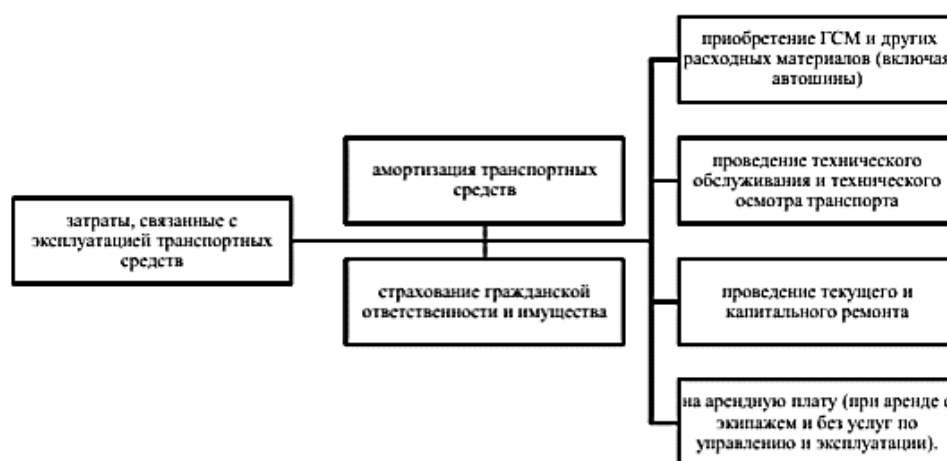 затраты, связанные с
эксплуатацией транспортных
средств
амортизация транспортных
средств
страхование гражданской
ответственности и имущества
приобретение ГСМ и других
расходных материалов (включая
автошины)
проведение технического
обслуживания и технического
осмотра транспорта
проведение текущего и
капитального ремонта
на арендную плату (при аренде с
экипажем и без услуг по
управлению и эксплуатации).